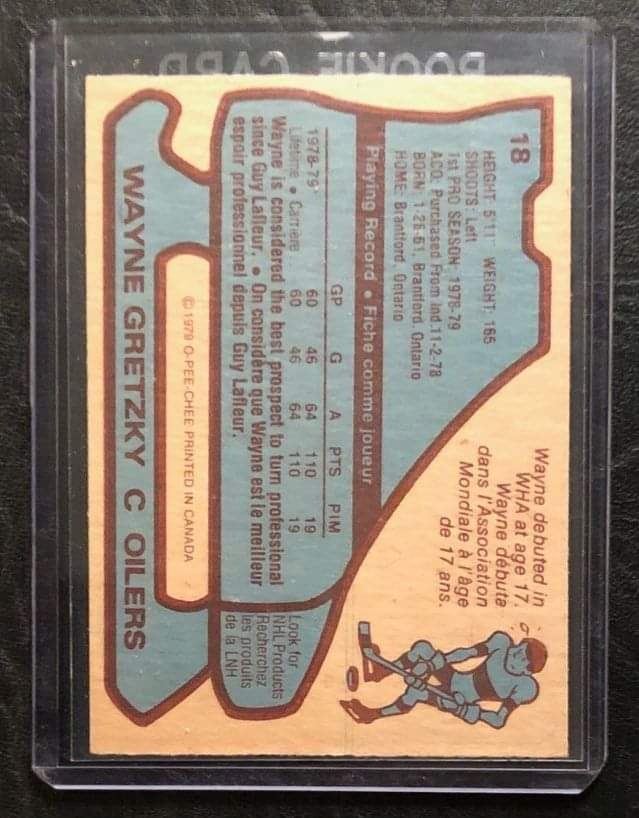 ROOKIE CARD
18
HEIGHT: 5'11" WEIGHT: 165
SHOOTS: Left
1st PRO SEASON: 1978-79
ACQ: Purchased From Ind. 11-2-78
BORN: 1-26-61, Brantford, Ontario
HOME: Brantford, Ontario
Wayne debuted in
WHA at age 17.
Wayne débuta
dans l'Association
Mondiale à l'âge
de 17 ans.
Playing Record • Fiche comme joueur
GP G A PTS PIM
1978-79 60 46 64 110 19
Lifetime • Carrière 60 46 64 110 19
Wayne is considered the best prospect to turn professional
since Guy Lafleur. • On considère que Wayne est le meilleur
espoir professionnel depuis Guy Lafleur.
Look for
NHL Products
Recherchez
les produits
de la LNH
©1979 O-PEE-CHEE PRINTED IN CANADA
WAYNE GRETZKY C OILERS